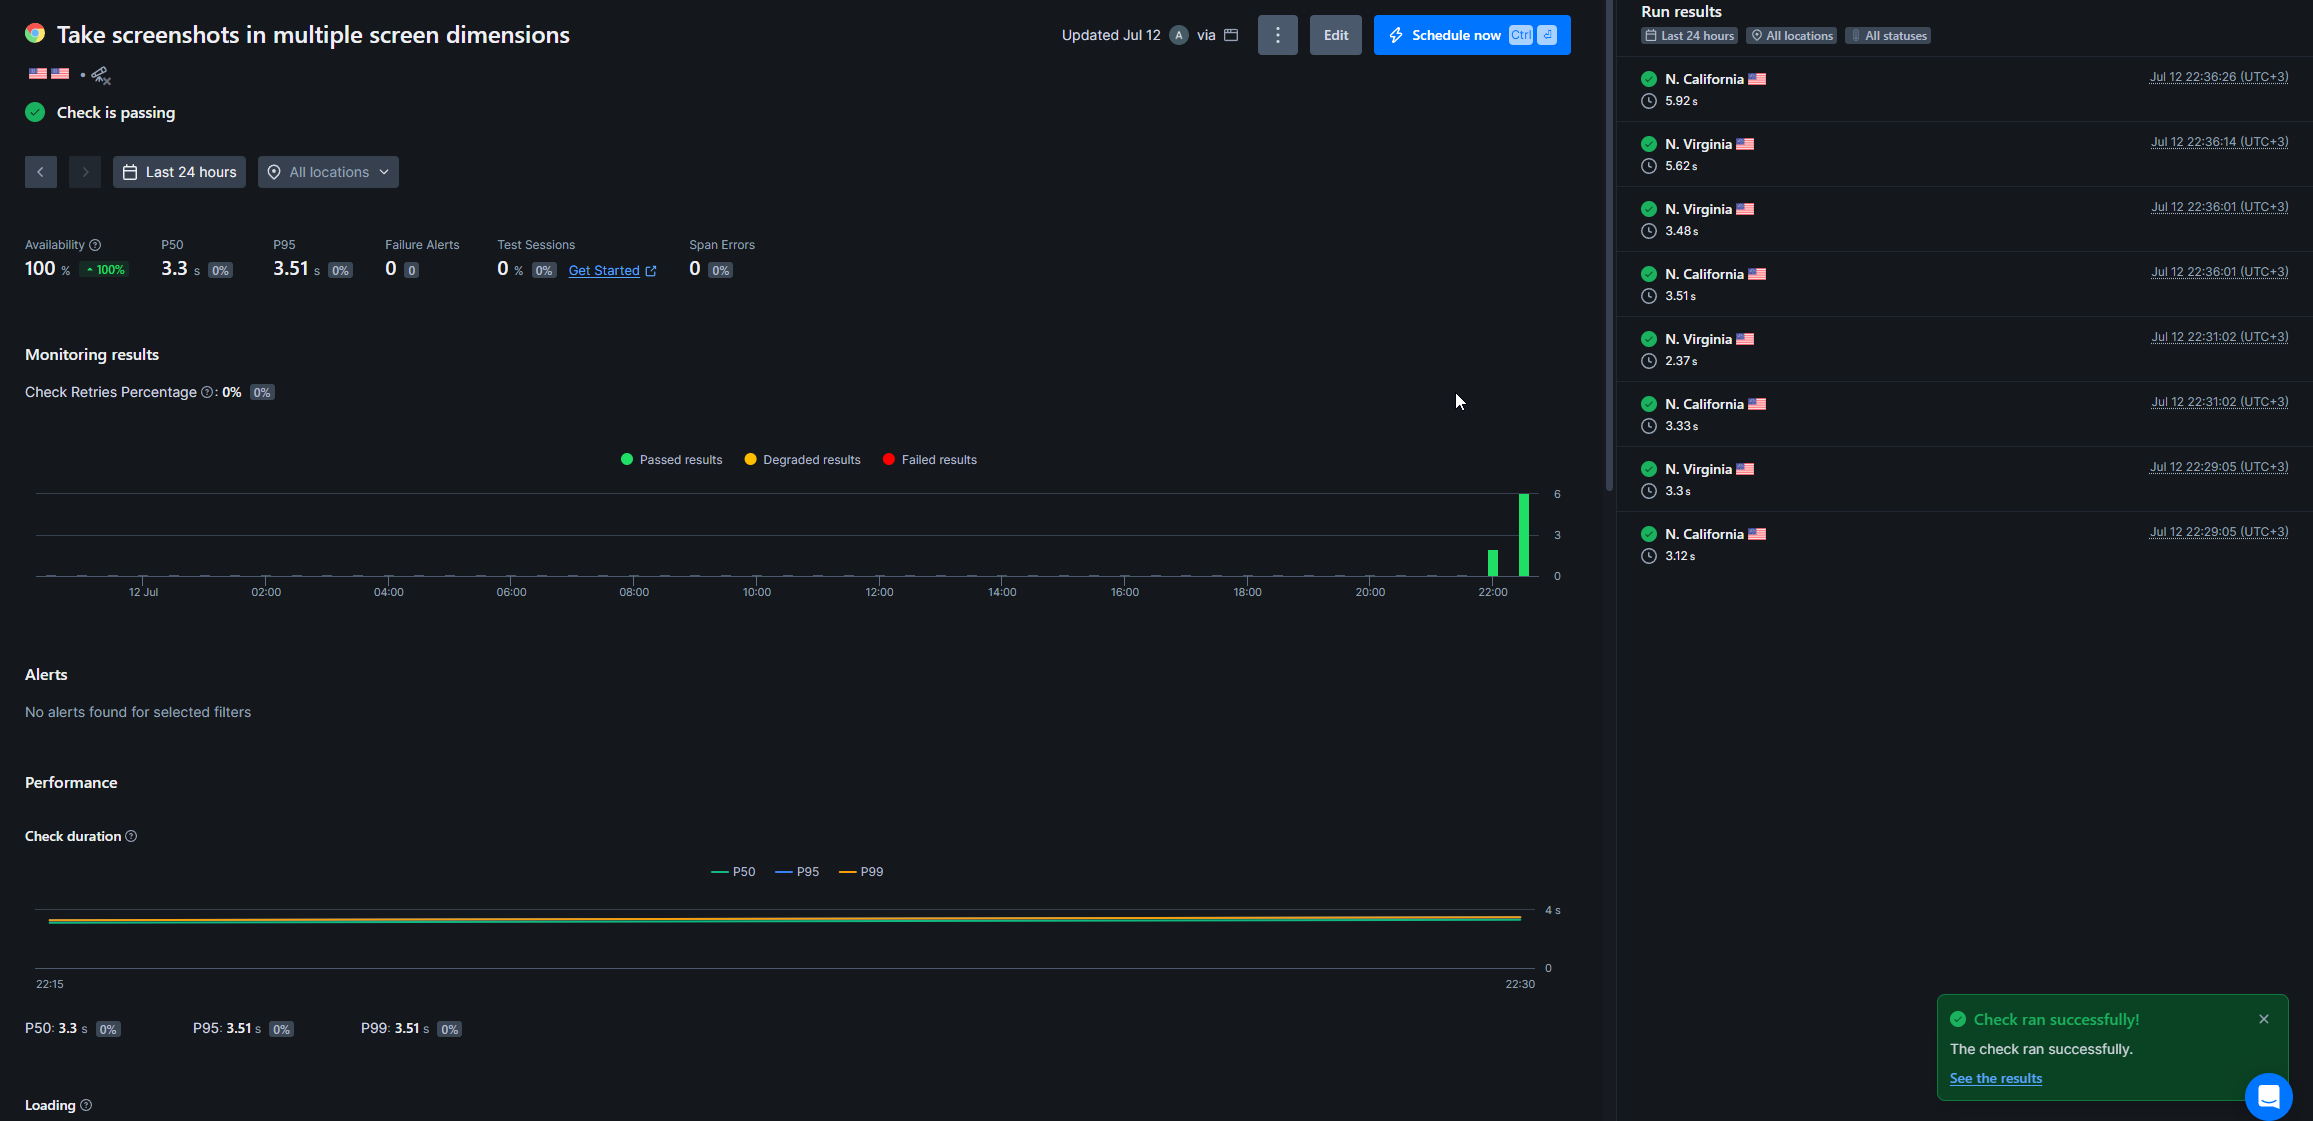 Take screenshots in multiple screen dimensions
Updated Jul 12 A via
Edit
Schedule now Ctrl ⏎
Check is passing
Last 24 hours
All locations
Availability P50 P95 Failure Alerts Test Sessions Span Errors
100 % 100% 3.3 s 0% 3.51 s 0% 0 0 0 % 0% Get Started 0 0%
Monitoring results
Check Retries Percentage : 0% 0%
Passed results Degraded results Failed results
6
3
0
12 Jul 02:00 04:00 06:00 08:00 10:00 12:00 14:00 16:00 18:00 20:00 22:00
Alerts
No alerts found for selected filters
Performance
Check duration
P50 P95 P99
4 s
0
22:15 22:30
P50: 3.3 s 0% P95: 3.51 s 0% P99: 3.51 s 0%
Loading
Run results
Last 24 hours All locations All statuses
N. California Jul 12 22:36:26 (UTC+3)
5.92 s
N. Virginia Jul 12 22:36:14 (UTC+3)
5.62 s
N. Virginia Jul 12 22:36:01 (UTC+3)
3.48 s
N. California Jul 12 22:36:01 (UTC+3)
3.51 s
N. Virginia Jul 12 22:31:02 (UTC+3)
2.37 s
N. California Jul 12 22:31:02 (UTC+3)
3.33 s
N. Virginia Jul 12 22:29:05 (UTC+3)
3.3 s
N. California Jul 12 22:29:05 (UTC+3)
3.12 s
Check ran successfully!
The check ran successfully.
See the results